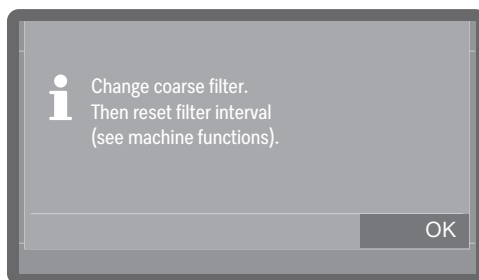 Change coarse filter.
Then reset filter interval
(see machine functions).
OK